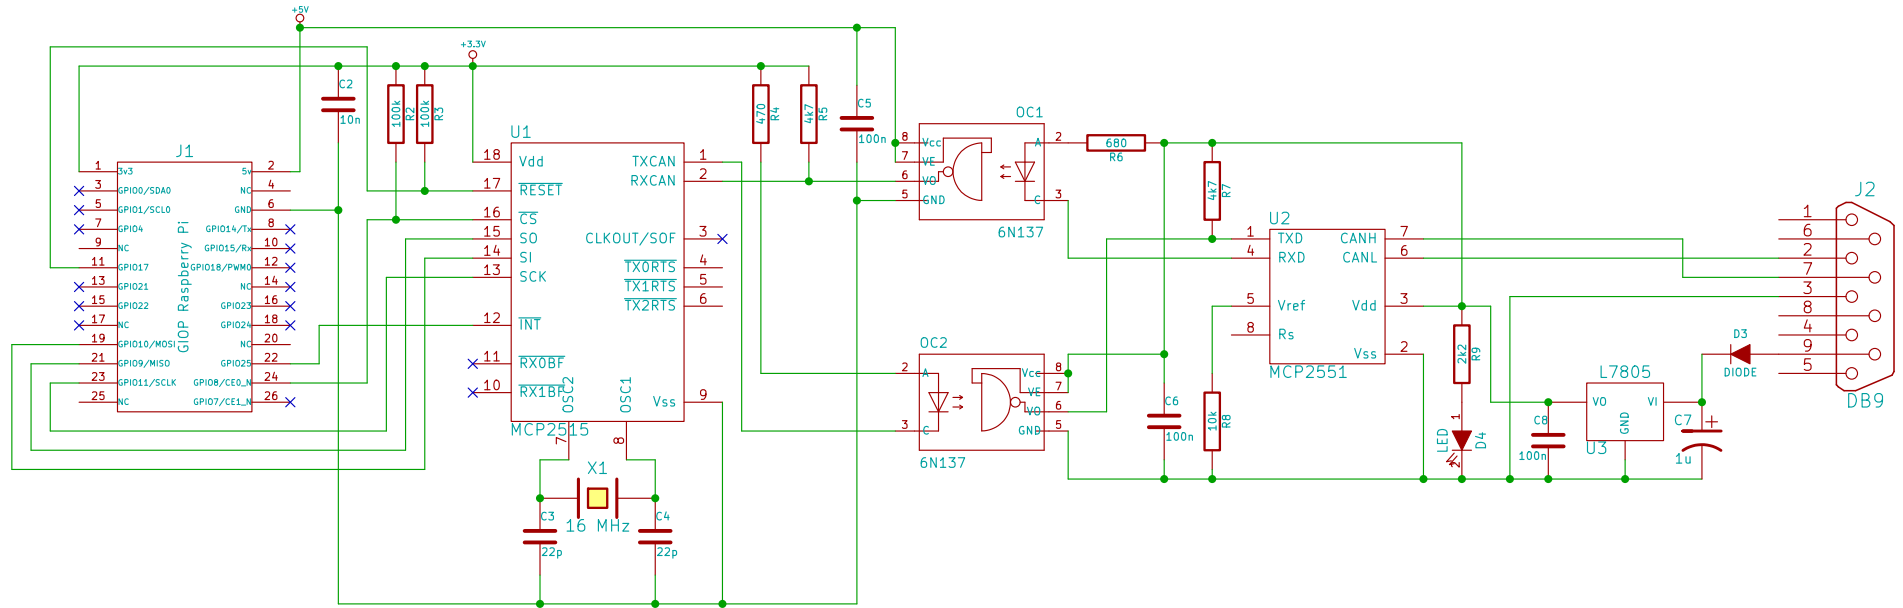 +5V
+3.3V
J1
1 3v3 5v 2
3 GPIO0/SDA0 NC 4
5 GPIO1/SCL0 GND 6
7 GPIO4 GPIO14/Tx 8
9 NC GPIO15/Rx 10
11 GPIO17 GPIO18/PWM0 12
13 GPIO21 NC 14
15 GPIO22 GPIO23 16
17 NC GPIO24 18
19 GPIO10/MOSI NC 20
21 GPIO9/MISO GPIO25 22
23 GPIO11/SCLK GPIO8/CE0_N 24
25 NC GPIO7/CE1_N 26
GIOP Raspberry Pi
C2
10n
100k
R2
100k
R3
U1
18 Vdd TXCAN 1
17 RESET RXCAN 2
16 CS
15 SO CLKOUT/SOF 3
14 SI TX0RTS 4
13 SCK TX1RTS 5
TX2RTS 6
12 INT
11 RX0BF
10 RX1BF
Vss 9
OSC2
OSC1
7
8
MCP2515
X1
16 MHz
C3
22p
C4
22p
470
R4
4k7
R5
C5
100n
OC1
8 Vcc A 2
7 VE
6 VO
5 GND C 3
6N137
680
R6
4k7
R7
OC2
2 A Vcc 8
VE 7
VO 6
3 C GND 5
6N137
C6
100n
10k
R8
U2
1 TXD CANH 7
4 RXD CANL 6
5 Vref Vdd 3
8 Rs
Vss 2
MCP2551
2k2
R9
1
LED
D4
2
C8
100n
L7805
VO VI
GND
U3
C7
+
1u
D3
DIODE
J2
1
6
2
7
3
8
4
9
5
DB9